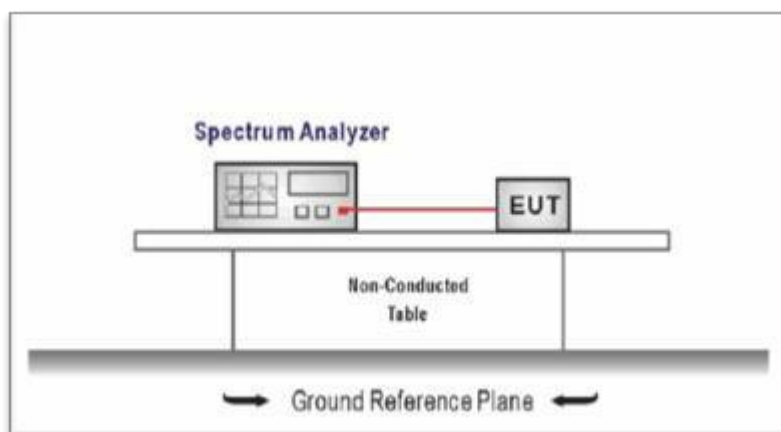 Spectrum Analyzer
EUT
Non-Conducted
Table
Ground Reference Plane